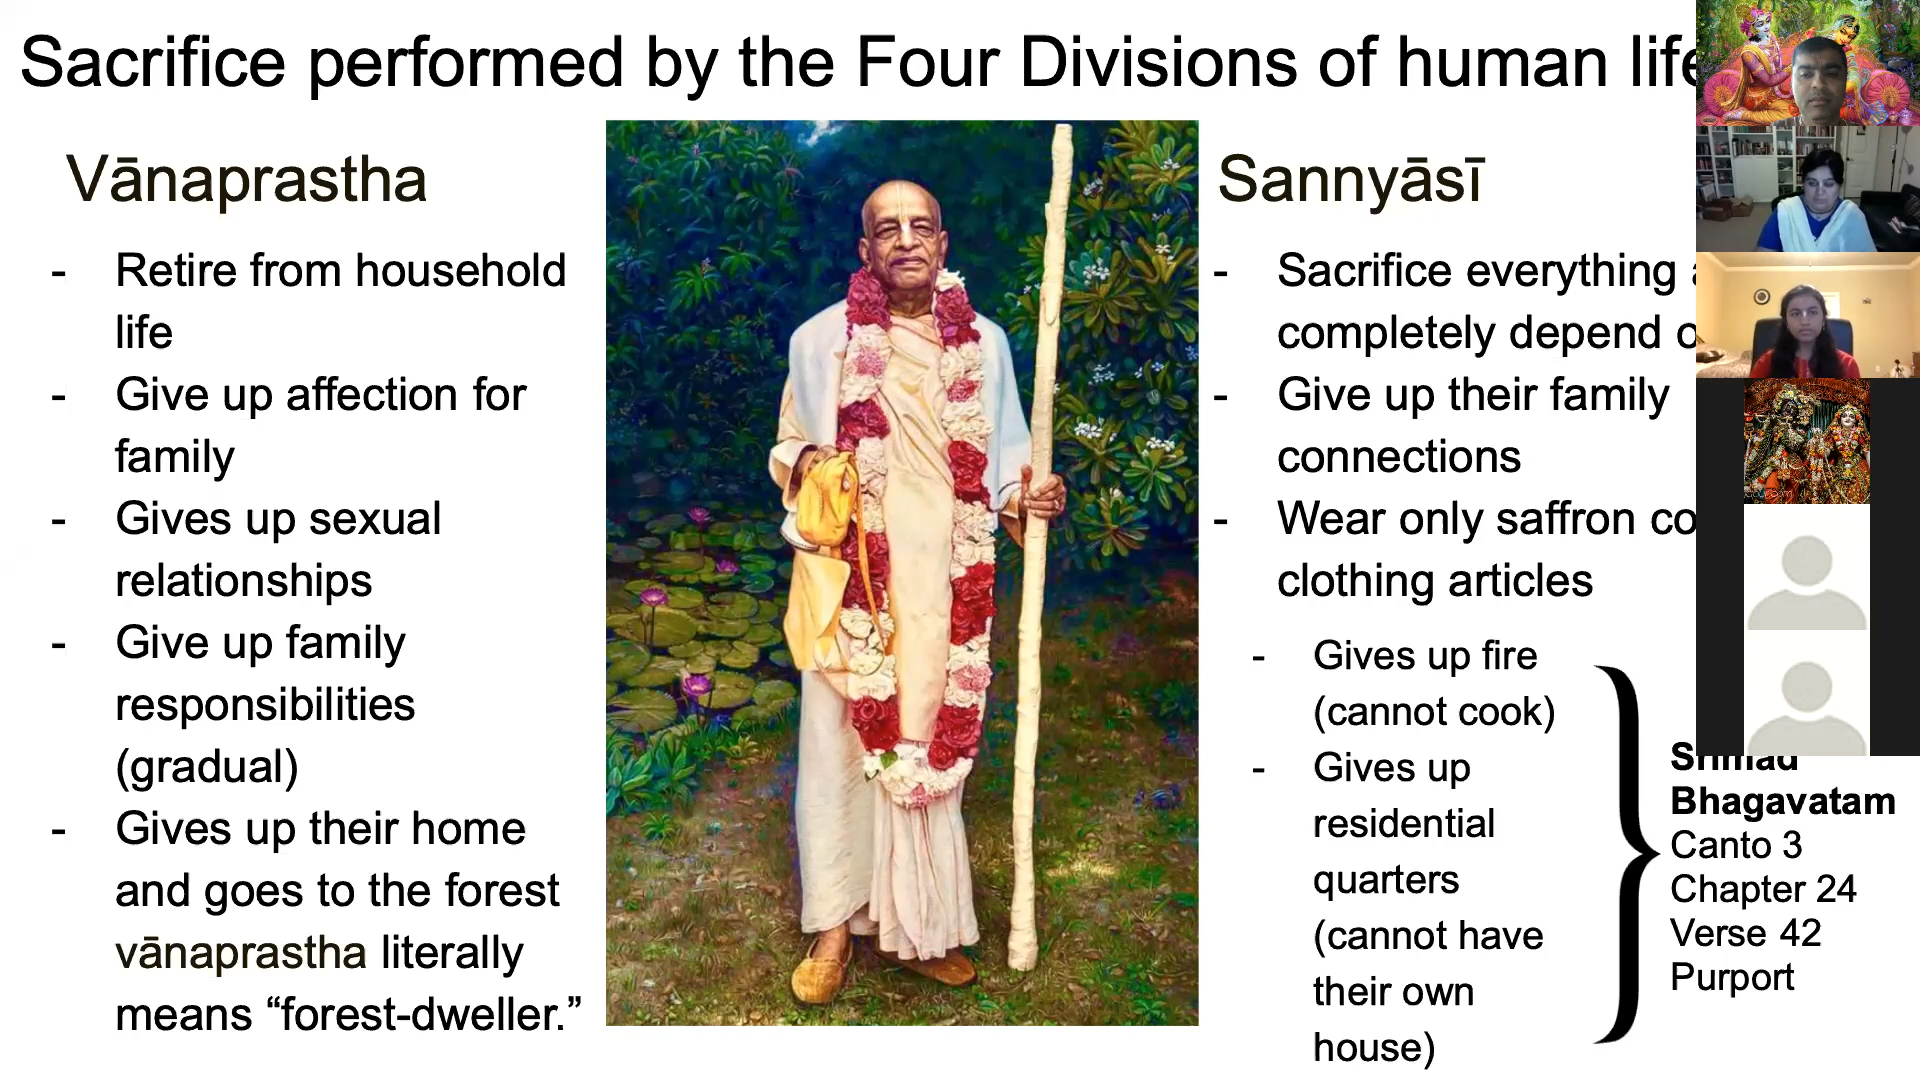 Sacrifice performed by the Four Divisions of human life
Vānaprastha
- Retire from household
life
- Give up affection for
family
- Gives up sexual
relationships
- Give up family
responsibilities
(gradual)
- Gives up their home
and goes to the forest
vānaprastha literally
means “forest-dweller.”
Sannyāsī
- Sacrifice everything
completely depend
- Give up their family
connections
- Wear only saffron
clothing articles
- Gives up fire
(cannot cook)
- Gives up
residential
quarters
(cannot have
their own
house)
Srimad
Bhagavatam
Canto 3
Chapter 24
Verse 42
Purport